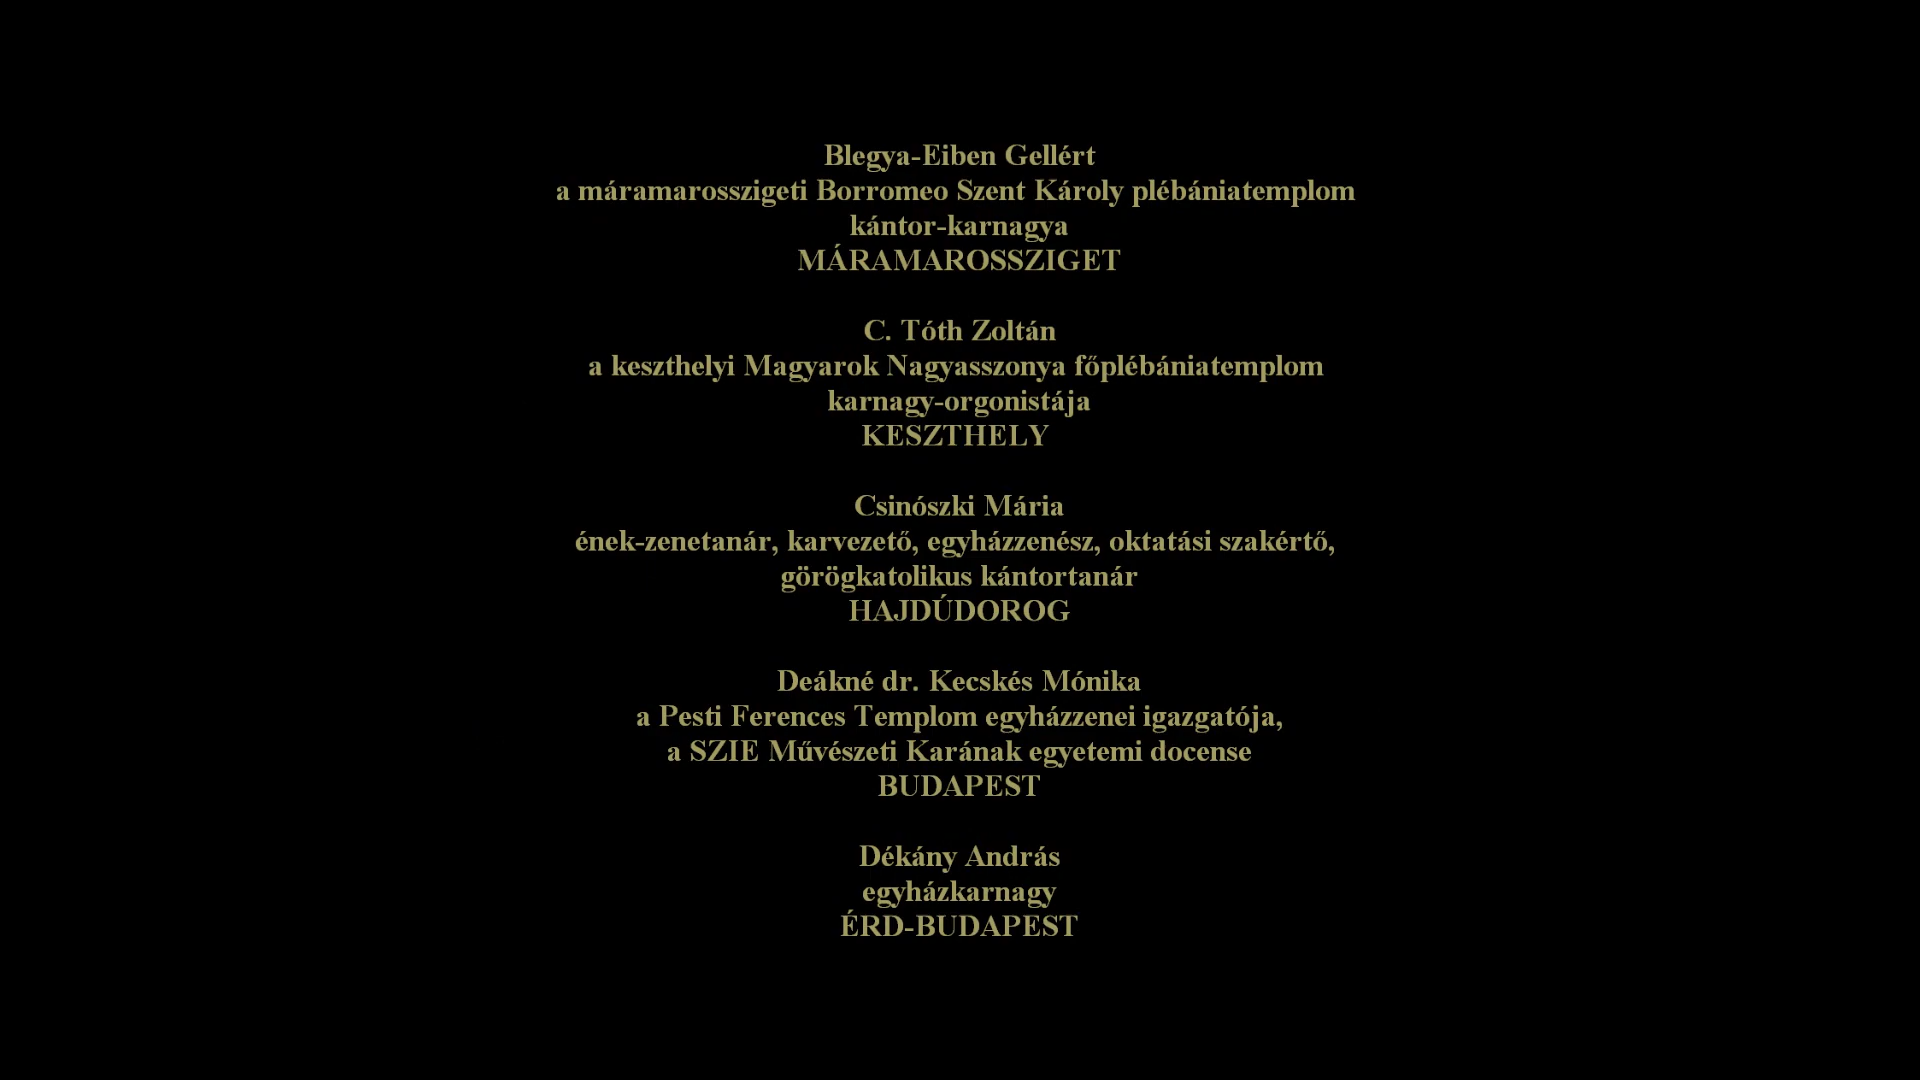 Blegya-Eiben Gellért
a máramarosszigeti Borromeo Szent Károly plébániatemplom
kántor-karnagya
MÁRAMAROSSZIGET
C. Tóth Zoltán
a keszthelyi Magyarok Nagyasszonya főplébániatemplom
karnagy-orgonistája
KESZTHELY
Csinószki Mária
ének-zenetanár, karvezető, egyházzenész, oktatási szakértő,
görögkatolikus kántortanár
HAJDÚDOROG
Deákné dr. Kecskés Mónika
a Pesti Ferences Templom egyházzenei igazgatója,
a SZIE Művészeti Karának egyetemi docense
BUDAPEST
Dékány András
egyházkarnagy
ÉRD-BUDAPEST